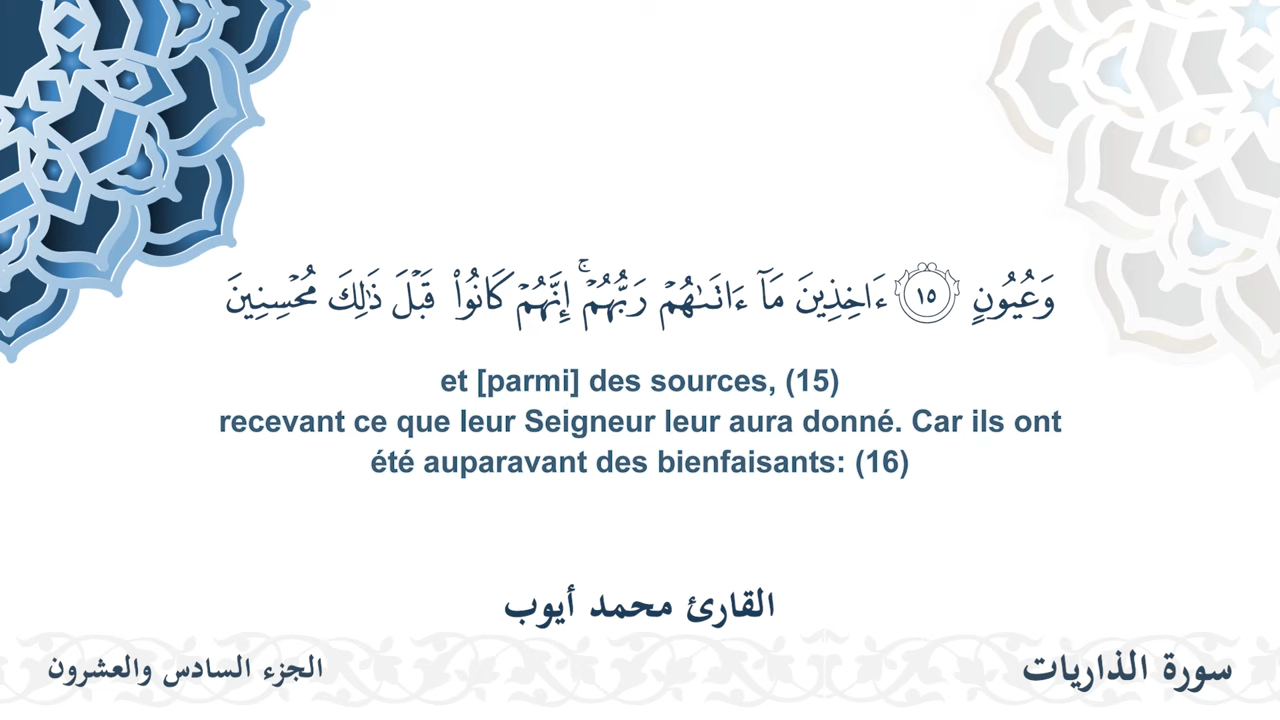 وَعُيُونٍ ١٥ ءَاخِذِينَ مَآ ءَاتَىٰهُمْ رَبُّهُمْ ۚ إِنَّهُمْ كَانُوا۟ قَبْلَ ذَٰلِكَ مُحْسِنِينَ
et [parmi] des sources, (15)
recevant ce que leur Seigneur leur aura donné. Car ils ont
été auparavant des bienfaisants: (16)
القارئ محمد أيوب
سورة الذاريات
الجزء السادس والعشرون